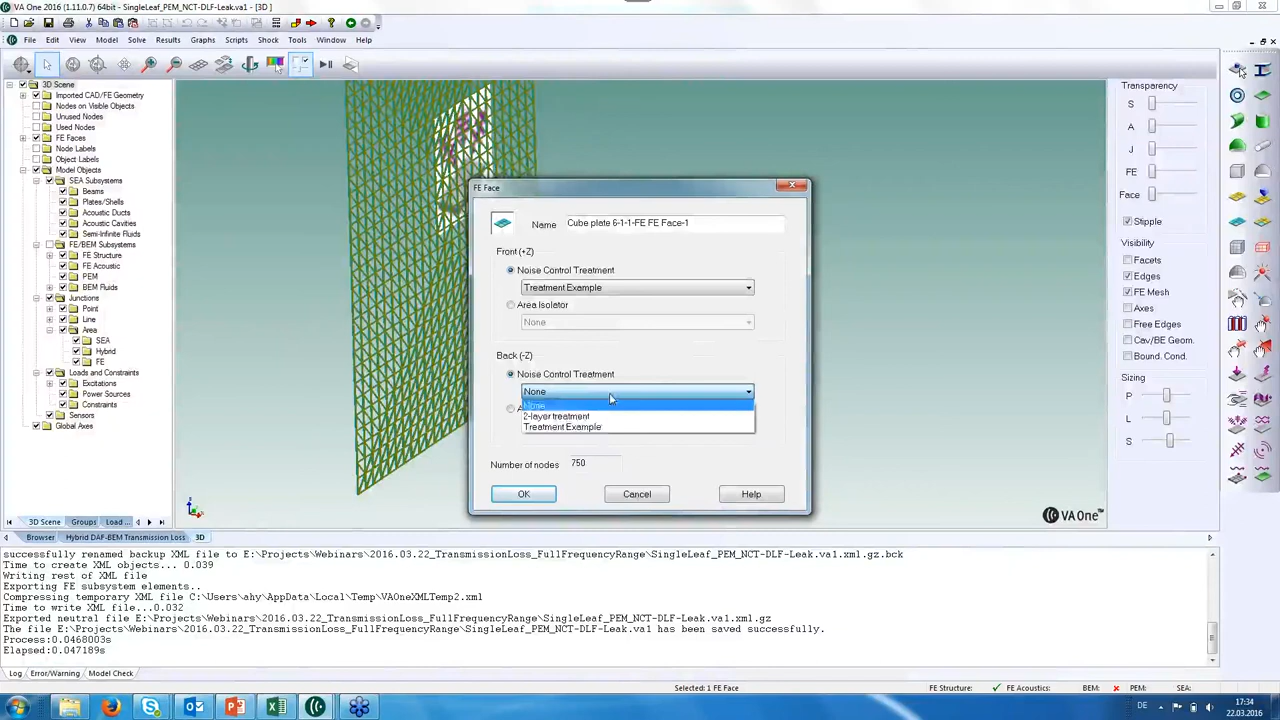 VA One 2016 (1.11.0.7) 64bit - [SingleLeaf_PEM_NCT-DLF-Leak.va1 - [3D]
File Edit View Model Solve Results Graphs Scripts Shock Tools Window Help
3D Scene
Imported CAD/FE Geometry
Nodes on Visible Objects
Unused Nodes
Used Nodes
FE Faces
Node Labels
Object Labels
Model Objects
SEA Subsystems
Beams
Plates/Shells
Acoustic Ducts
Acoustic Cavities
Semi-Infinite Fluids
FE/BEM Subsystems
FE Structure
FE Acoustic
PEM
BEM Fluids
Junctions
Point
Line
Area
SEA
Hybrid
FE
Loads and Constraints
Excitations
Power Sources
Constraints
Sensors
Global Axes
3D Scene Groups Load ...
FE Face
Name Cube plate 6-1-1-FE FE Face-1
Front (+Z)
Noise Control Treatment
Treatment Example
Area Isolator
None
Back (-Z)
Noise Control Treatment
None
None
2-layer treatment
Treatment Example
Number of nodes 750
OK Cancel Help
VA One™
Transparency
S
A
J
FE
Face
Stipple
Visibility
Facets
Edges
FE Mesh
Axes
Free Edges
Cav/BE Geom.
Bound. Cond.
Sizing
P
L
S
Browser Hybrid DAF-BEM Transmission Loss 3D
successfully renamed backup XML file to E:\Projects\Webinars\2016.03.22_TransmissionLoss_FullFrequencyRange\SingleLeaf_PEM_NCT-DLF-Leak.va1.xml.gz.bck
Time to create XML objects... 0.039
Writing rest of XML file
Exporting FE subsystem elements..
Compressing temporary XML file C:\Users\ahy\AppData\Local\Temp\VAOneXMLTemp2.xml
Time to write XML file...0.032
Exported neutral file E:\Projects\Webinars\2016.03.22_TransmissionLoss_FullFrequencyRange\SingleLeaf_PEM_NCT-DLF-Leak.va1.xml.gz
The file E:\Projects\Webinars\2016.03.22_TransmissionLoss_FullFrequencyRange\SingleLeaf_PEM_NCT-DLF-Leak.va1 has been saved successfully.
Process:0.0468003s
Elapsed:0.047189s
Log Error/Warning Model Check
Selected: 1 FE Face FE Structure: FE Acoustics: BEM: PEM: SEA:
DE 17:34
22.03.2016